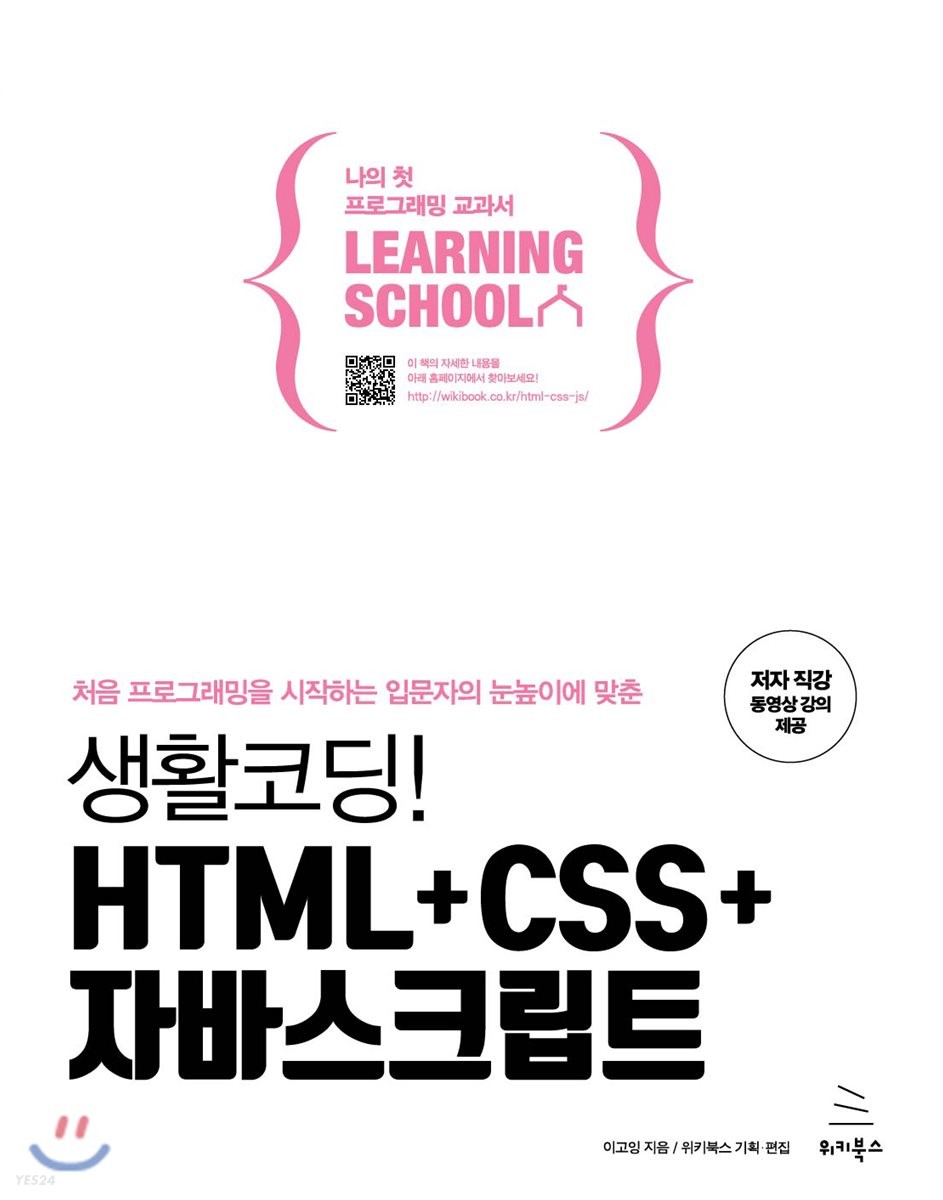 나의 첫
프로그래밍 교과서
LEARNING
SCHOOL
이 책의 자세한 내용을
아래 홈페이지에서 찾아보세요!
http://wikibook.co.kr/html-css-js/
저자 직강
동영상 강의
제공
처음 프로그래밍을 시작하는 입문자의 눈높이에 맞춘
생활코딩!
HTML+CSS+
자바스크립트
이고잉 지음 / 위키북스 기획·편집
위키북스
YES24